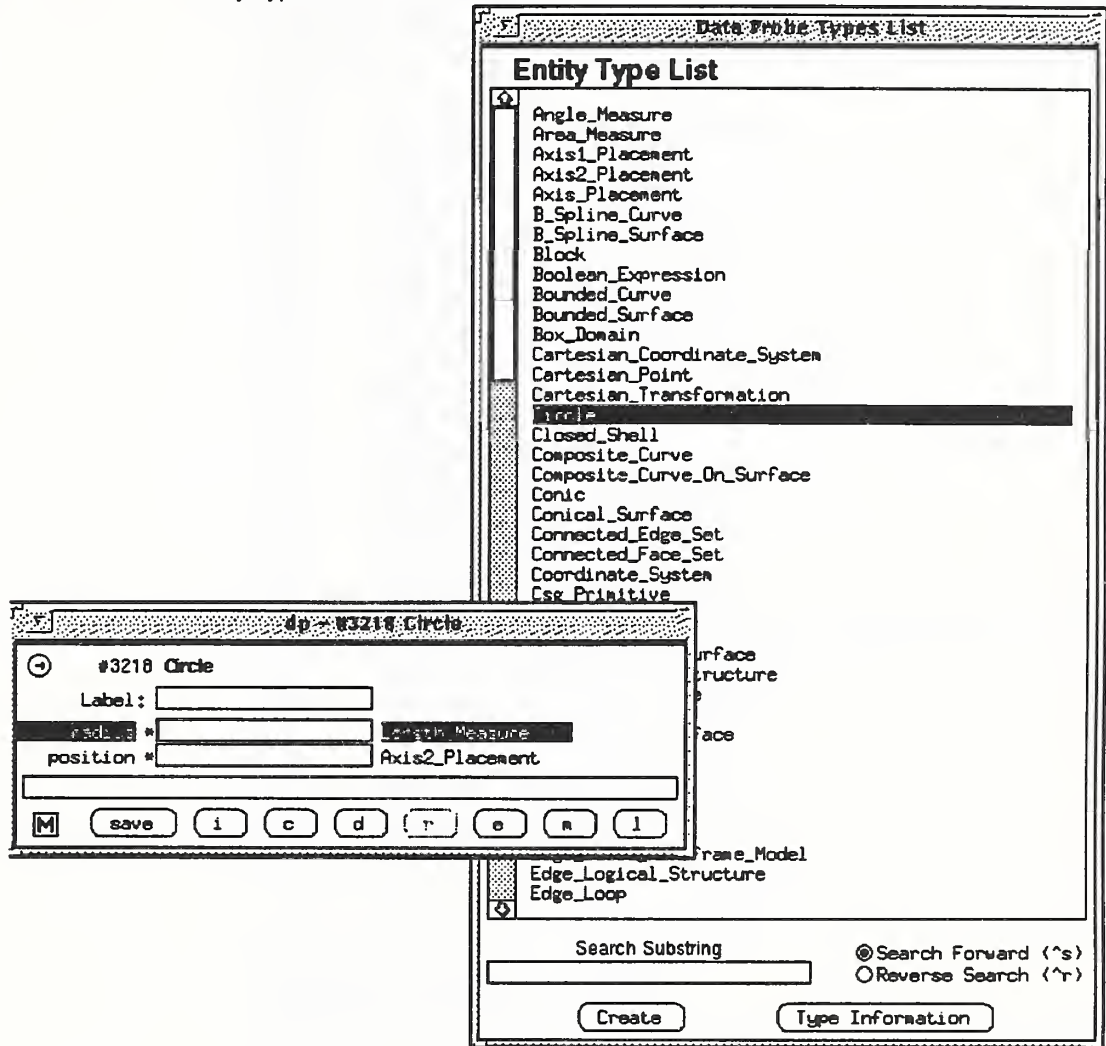 Data Probe Types List
Entity Type List
Angle_Measure
Area_Measure
Axis1_Placement
Axis2_Placement
Axis_Placement
B_Spline_Curve
B_Spline_Surface
Block
Boolean_Expression
Bounded_Curve
Bounded_Surface
Box_Domain
Cartesian_Coordinate_System
Cartesian_Point
Cartesian_Transformation
Circle
Closed_Shell
Composite_Curve
Composite_Curve_On_Surface
Conic
Conical_Surface
Connected_Edge_Set
Connected_Face_Set
Coordinate_System
Csg_Primitive
urface
tructure
face
frame_Model
Edge_Logical_Structure
Edge_Loop
Search Substring
Search Forward (^s)
Reverse Search (^r)
Create
Type Information
dp - #3218 Circle
#3218 Circle
Label:
radius * Length_Measure
position * Axis2_Placement
M save i c d r e m l